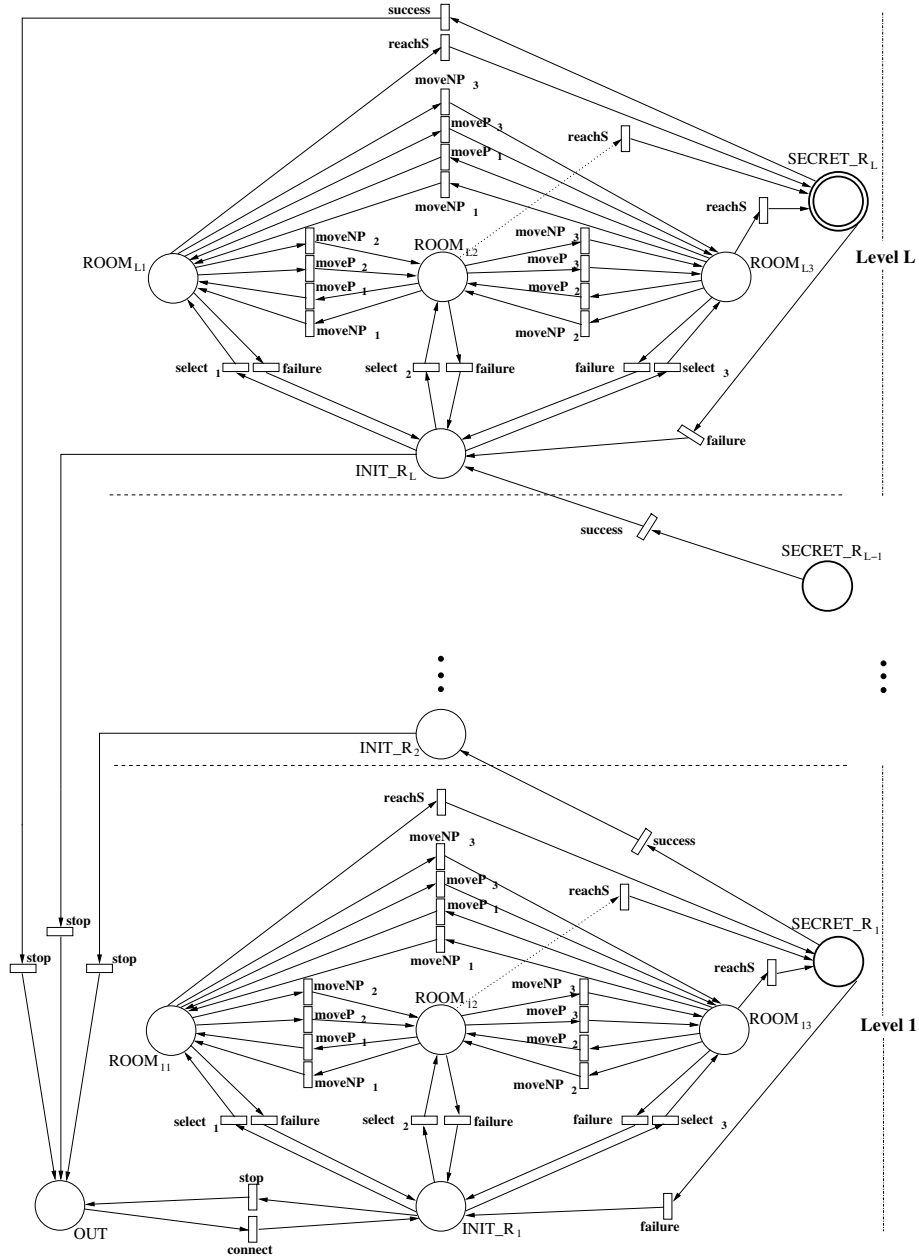 success
reachS
moveNP 3
moveP 3
moveP 1
moveNP 1
reachS
SECRET_R L
reachS
ROOM L1
moveNP 2
moveP 2
moveP 1
moveNP 1
ROOM L2
moveNP 3
moveP 3
moveP 2
moveNP 2
ROOM L3
Level L
select 1
failure
select 2
failure
failure
select 3
failure
INIT_R L
success
SECRET_R L−1
INIT_R 2
reachS
success
moveNP 3
moveP 3
moveP 1
moveNP 1
reachS
SECRET_R 1
stop
stop
stop
reachS
ROOM 11
moveNP 2
moveP 2
moveP 1
moveNP 1
ROOM 12
moveNP 3
moveP 3
moveP 2
moveNP 2
ROOM 13
Level 1
select 1
failure
select 2
failure
failure
select 3
stop
failure
OUT
connect
INIT_R 1